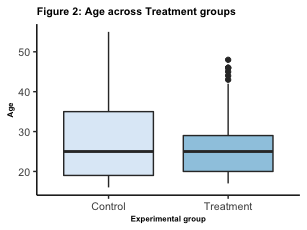 Figure 2: Age across Treatment groups
50
40
30
20
Age
Control Treatment
Experimental group